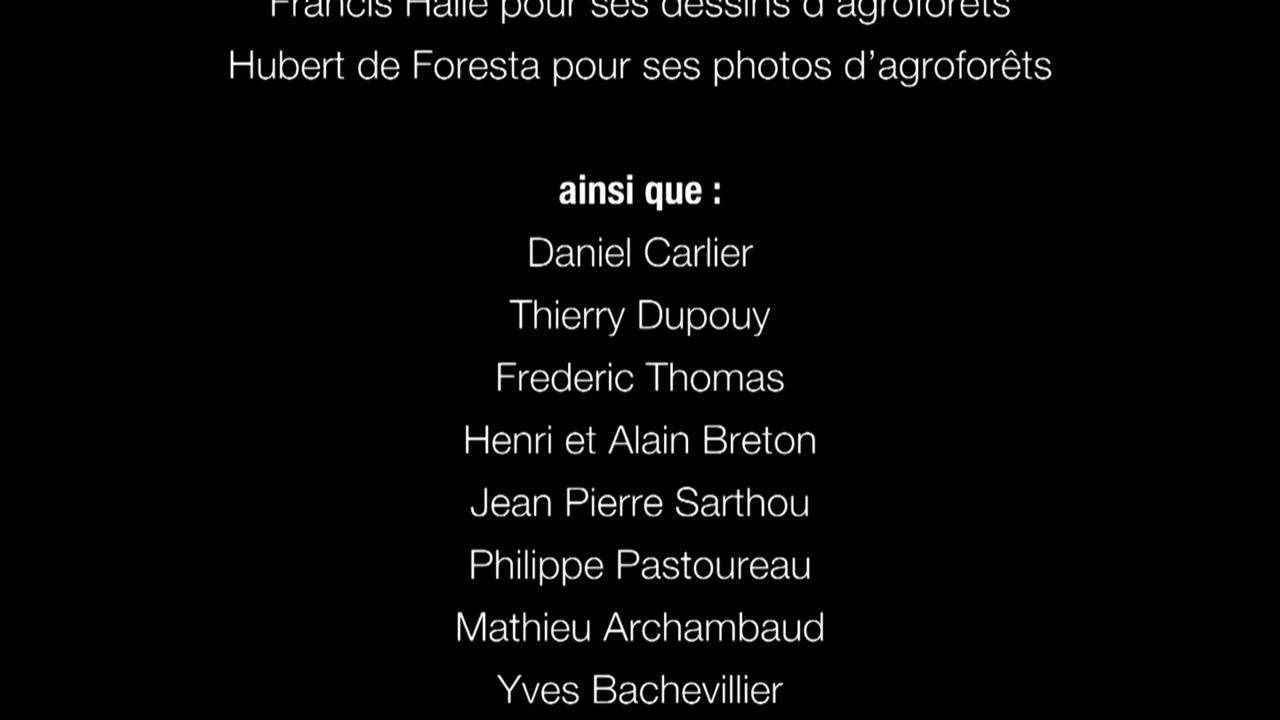 Francis Hallé pour ses dessins d'agroforêts
Hubert de Foresta pour ses photos d’agroforêts
ainsi que :
Daniel Carlier
Thierry Dupouy
Frederic Thomas
Henri et Alain Breton
Jean Pierre Sarthou
Philippe Pastoureau
Mathieu Archambaud
Yves Bachevillier